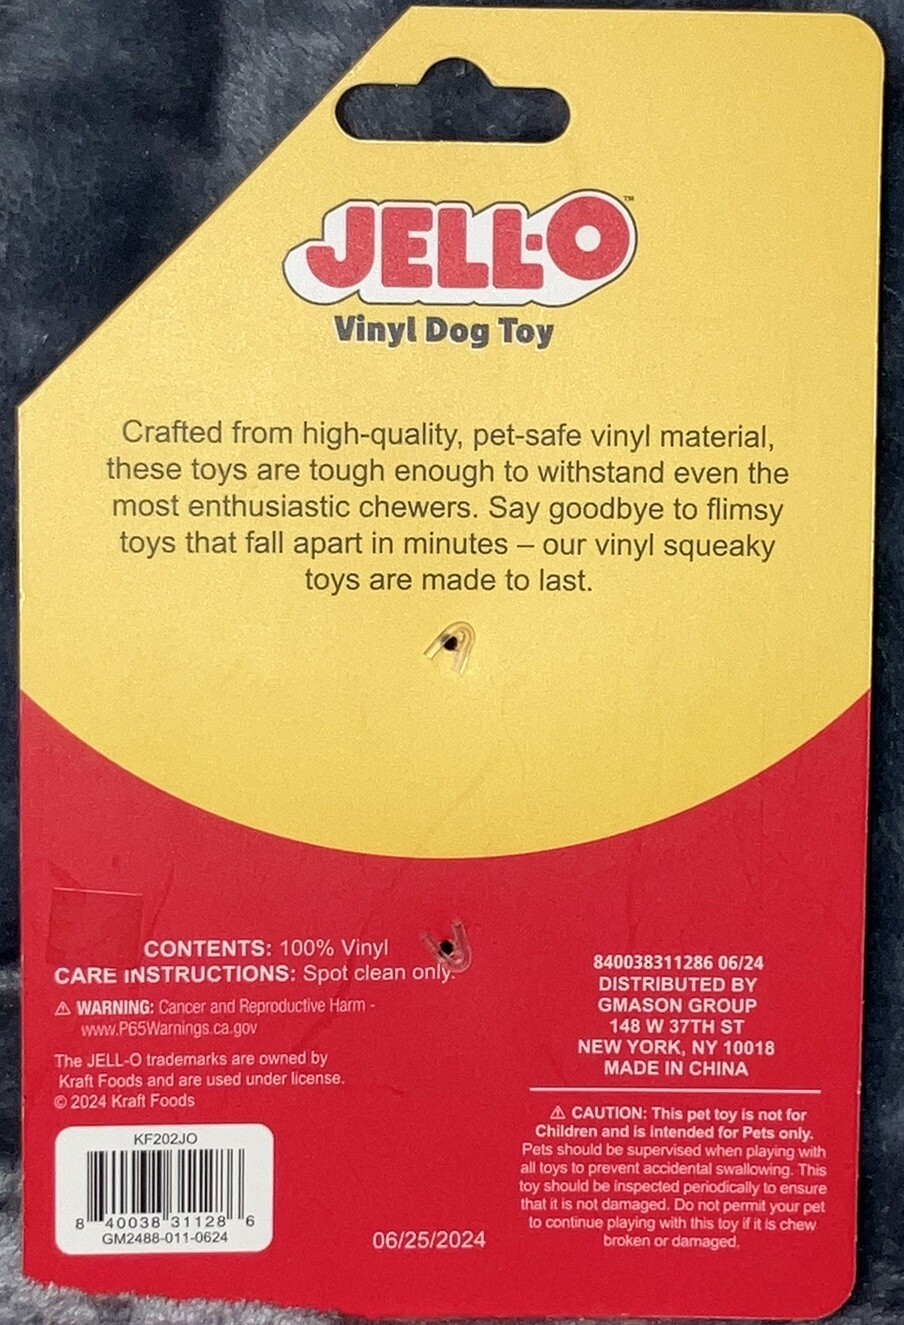 JELL-O™
Vinyl Dog Toy
Crafted from high-quality, pet-safe vinyl material,
these toys are tough enough to withstand even the
most enthusiastic chewers. Say goodbye to flimsy
toys that fall apart in minutes – our vinyl squeaky
toys are made to last.
CONTENTS: 100% Vinyl
CARE INSTRUCTIONS: Spot clean only.
⚠ WARNING: Cancer and Reproductive Harm -
www.P65Warnings.ca.gov
The JELL-O trademarks are owned by
Kraft Foods and are used under license.
© 2024 Kraft Foods
KF202JO
8 40038 31128 6
GM2488-011-0624
06/25/2024
840038311286 06/24
DISTRIBUTED BY
GMASON GROUP
148 W 37TH ST
NEW YORK, NY 10018
MADE IN CHINA
⚠ CAUTION: This pet toy is not for
Children and is intended for Pets only.
Pets should be supervised when playing with
all toys to prevent accidental swallowing. This
toy should be inspected periodically to ensure
that it is not damaged. Do not permit your pet
to continue playing with this toy if it is chew
broken or damaged.